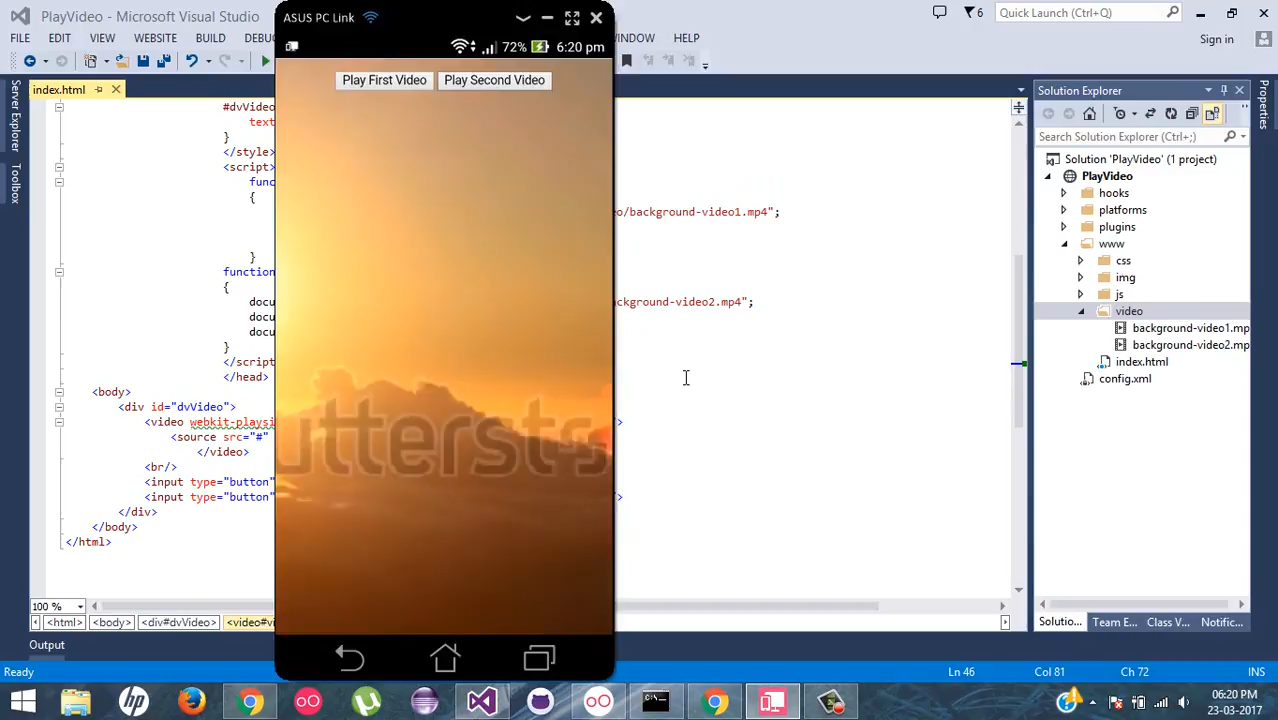 PlayVideo - Microsoft Visual Studio
ASUS PC Link
6
Quick Launch (Ctrl+;)
FILE EDIT VIEW WEBSITE BUILD
WINDOW HELP
Sign in
72% 6:20 pm
Play First Video Play Second Video
index.html
Server Explorer
Toolbox
Solution Explorer
Search Solution Explorer (Ctrl+;)
Properties
Solution 'PlayVideo' (1 project)
PlayVideo
hooks
platforms
plugins
www
css
img
js
video
background-video1.mp
background-video2.mp
index.html
config.xml
#dvVideo
text
}
</style>
<script>
func
{
o/background-video1.mp4";
}
function
{
docu ckground-video2.mp4";
docu
docu
}
</script
</head>
<body>
<div id="dvVideo">
<video webkit-playsi >
<source src="#"
</video>
<br/>
<input type="button"
<input type="button" >
</div>
</body>
</html>
uttersto
100 %
<html> <body> <div#dvVideo> <video#vi
Solutio... Team E... Class V... Notific...
Output
Ready Ln 46 Col 81 Ch 72 INS
hp
C:\
06:20 PM
23-03-2017